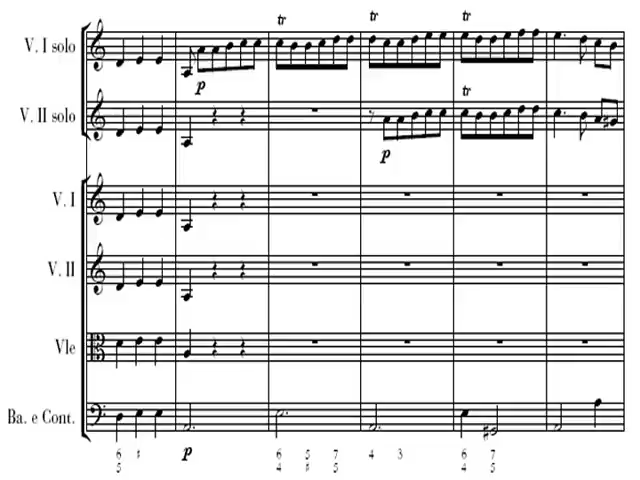 tr tr tr
V. I solo
p
tr
V. II solo
p
V. I
V. II
Vle
Ba. e Cont.
p
6 ♯ 6 5 7 4 3 6 7
5 4 ♯ 5 4 5